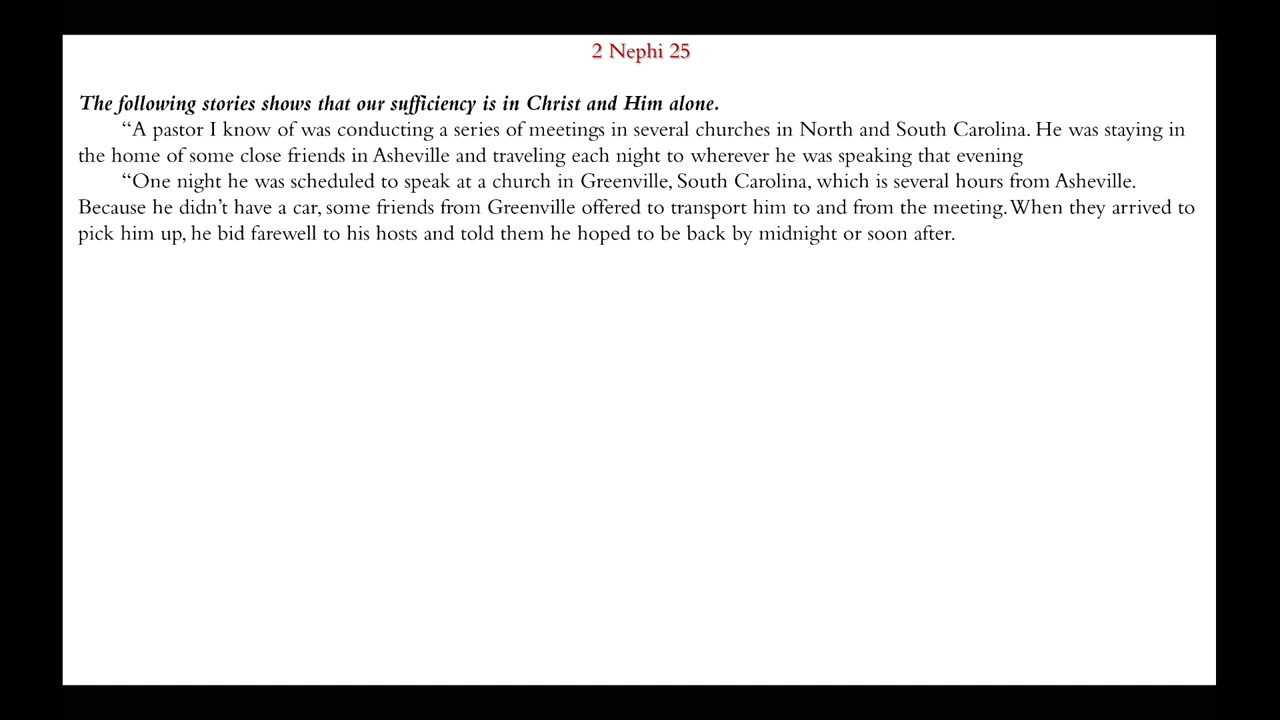 2 Nephi 25
The following stories shows that our sufficiency is in Christ and Him alone.
“A pastor I know of was conducting a series of meetings in several churches in North and South Carolina. He was staying in
the home of some close friends in Asheville and traveling each night to wherever he was speaking that evening
“One night he was scheduled to speak at a church in Greenville, South Carolina, which is several hours from Asheville.
Because he didn’t have a car, some friends from Greenville offered to transport him to and from the meeting. When they arrived to
pick him up, he bid farewell to his hosts and told them he hoped to be back by midnight or soon after.